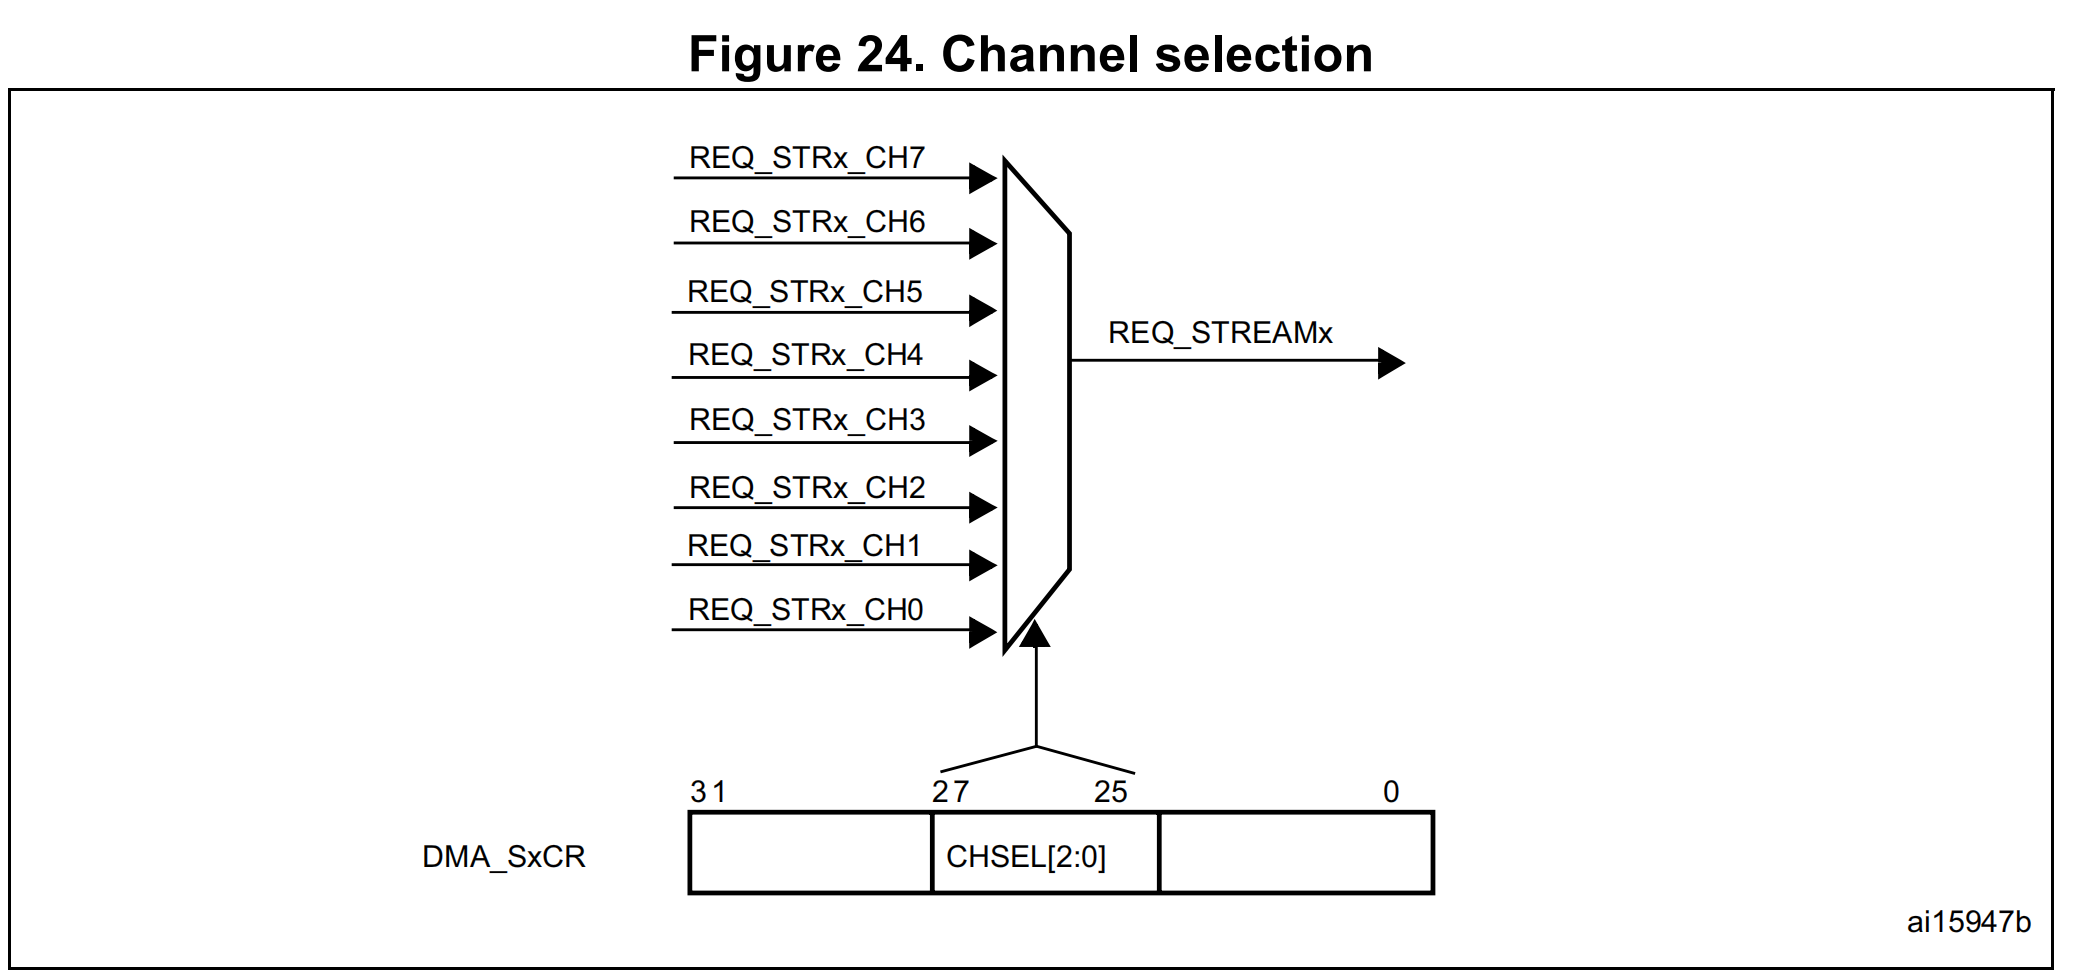 Figure 24. Channel selection
REQ_STRx_CH7
REQ_STRx_CH6
REQ_STRx_CH5
REQ_STREAMx
REQ_STRx_CH4
REQ_STRx_CH3
REQ_STRx_CH2
REQ_STRx_CH1
REQ_STRx_CH0
31 27 25 0
DMA_SxCR CHSEL[2:0]
ai15947b